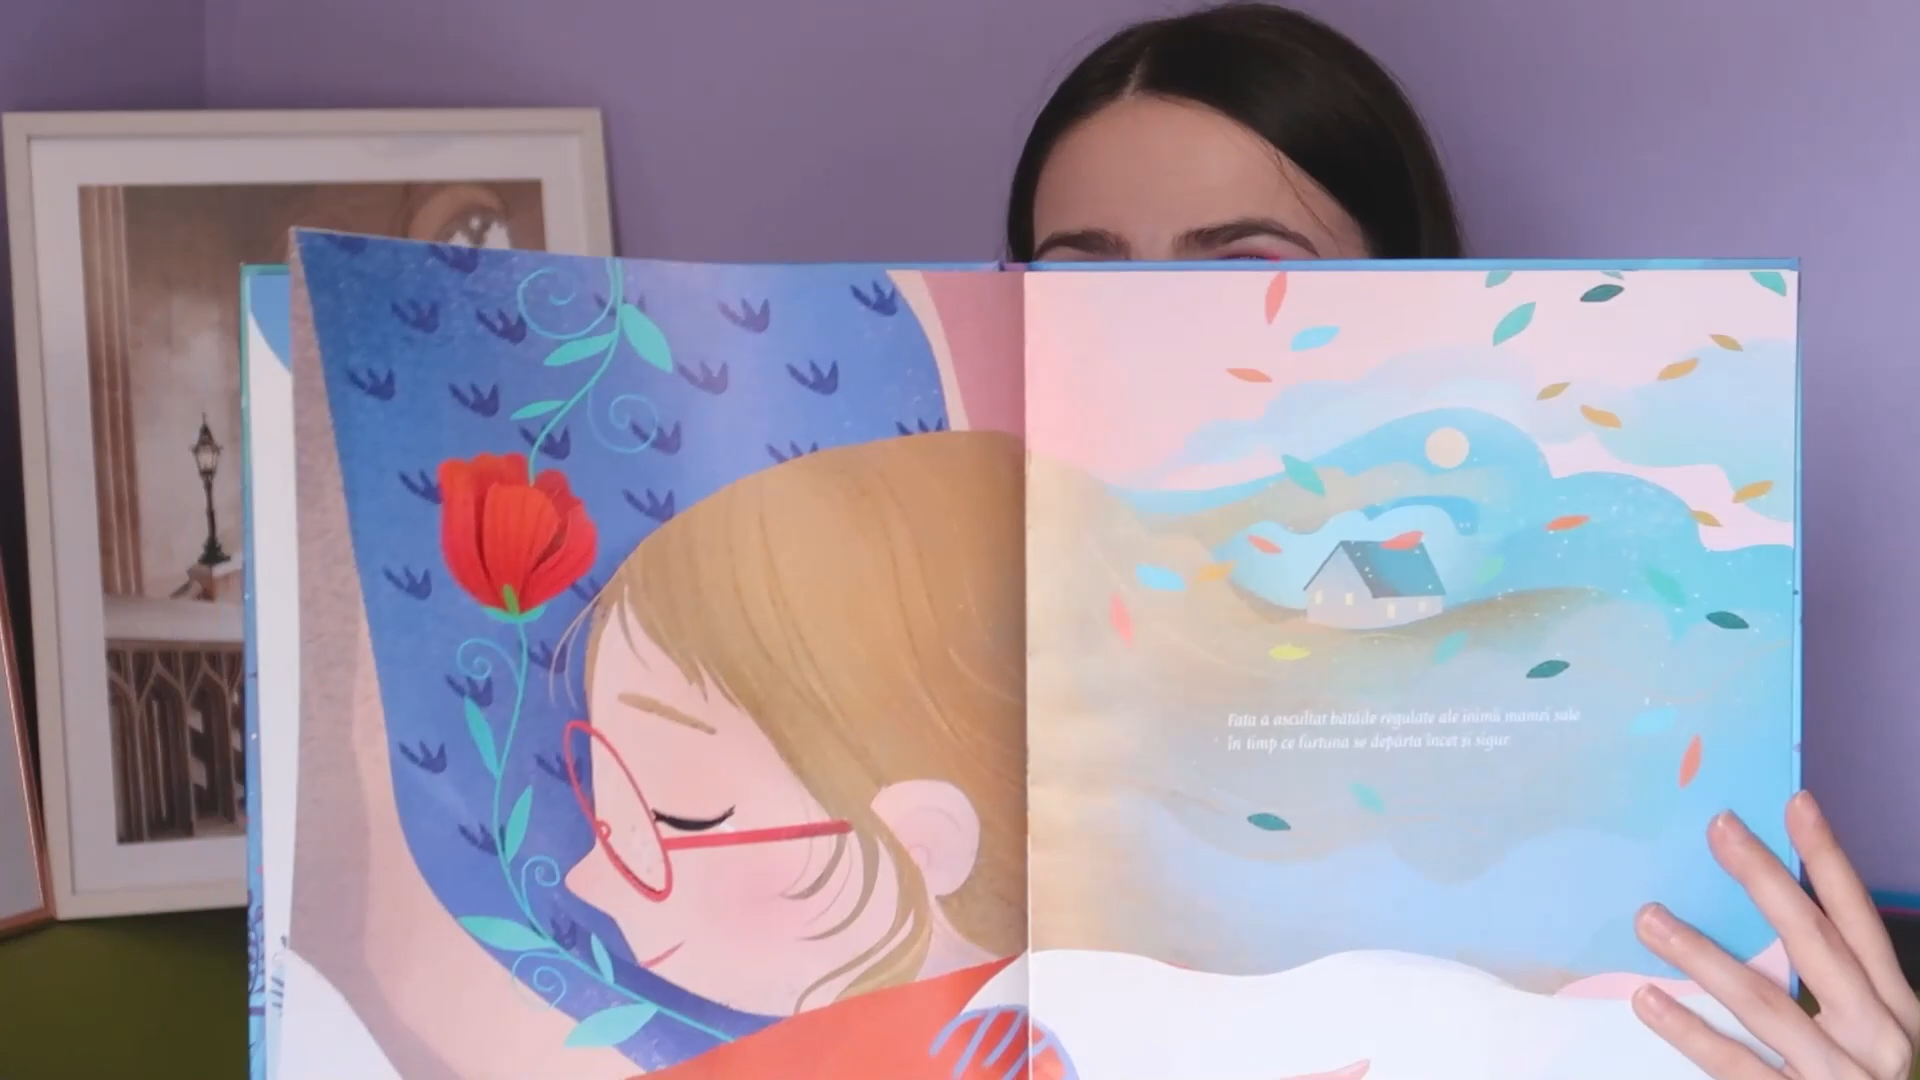 Fata a ascultat bătăile regulate ale inimii mamei sale
în timp ce furtuna se depărta încet și sigur.